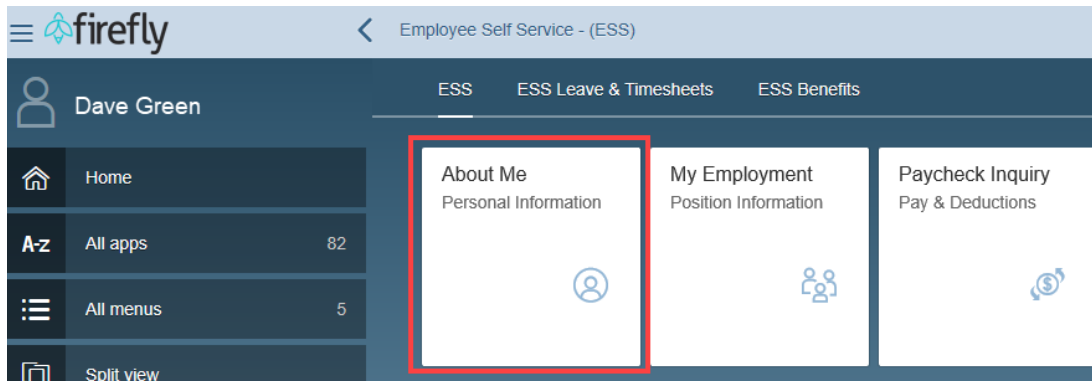 firefly
Employee Self Service - (ESS)
Dave Green
Home
A-z All apps 82
All menus 5
Split view
ESS ESS Leave & Timesheets ESS Benefits
About Me
Personal Information
My Employment
Position Information
Paycheck Inquiry
Pay & Deductions
$